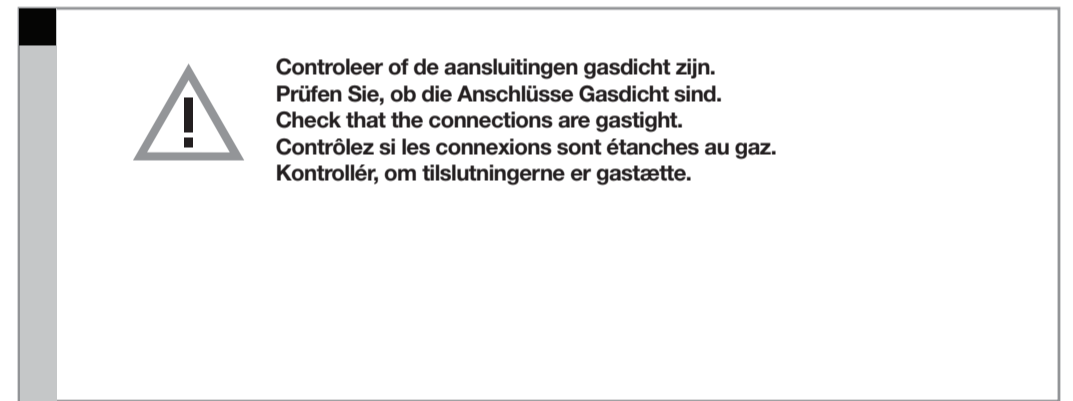 Controleer of de aansluitingen gasdicht zijn.
Prüfen Sie, ob die Anschlüsse Gasdicht sind.
Check that the connections are gastight.
Contrôlez si les connexions sont étanches au gaz.
Kontrollér, om tilslutningerne er gastætte.